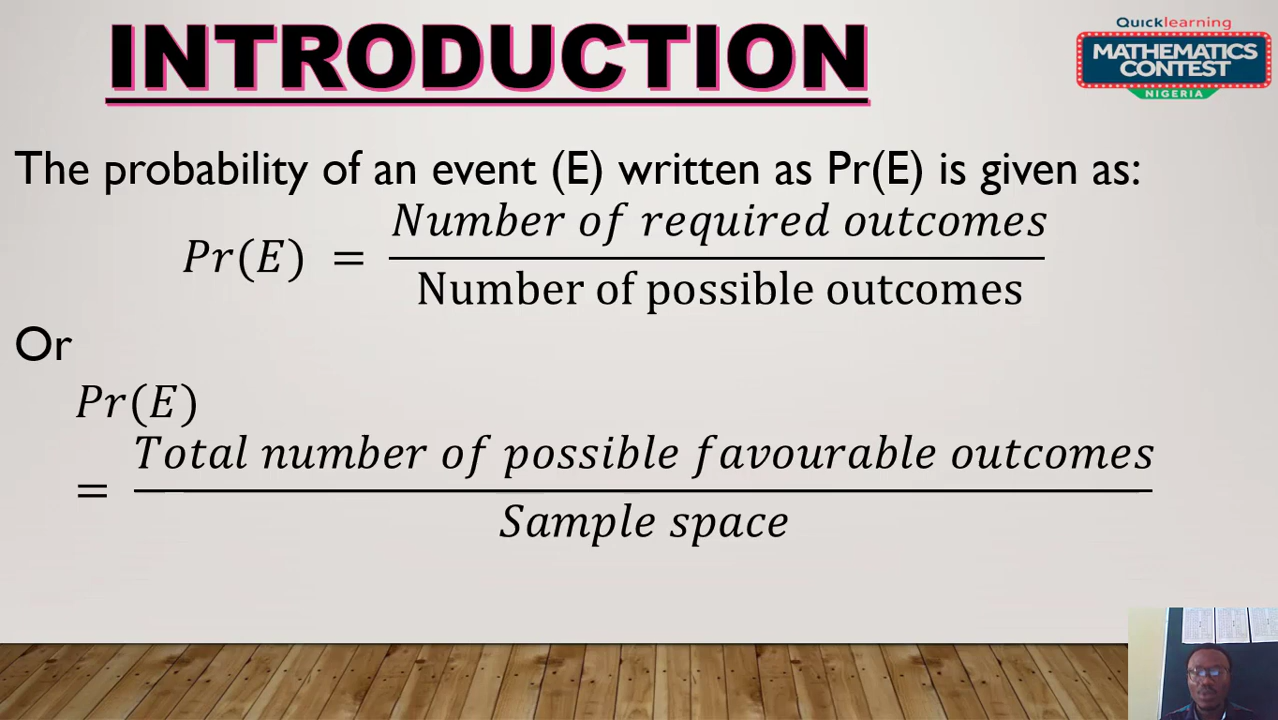 INTRODUCTION
Quicklearning
MATHEMATICS
CONTEST
NIGERIA
The probability of an event (E) written as Pr(E) is given as:
Pr(E) = Number of required outcomes
Number of possible outcomes
Or
Pr(E)
= Total number of possible favourable outcomes
Sample space